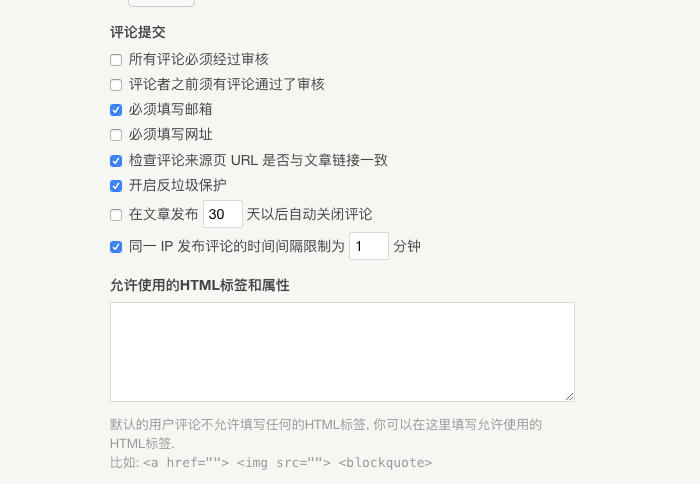 评论提交
所有评论必须经过审核
评论者之前须有评论通过了审核
必须填写邮箱
必须填写网址
检查评论来源页 URL 是否与文章链接一致
开启反垃圾保护
在文章发布 30 天以后自动关闭评论
同一 IP 发布评论的时间间隔限制为 1 分钟
允许使用的HTML标签和属性
默认的用户评论不允许填写任何的HTML标签, 你可以在这里填写允许使用的
HTML标签.
比如: <a href=""> <img src=""> <blockquote>